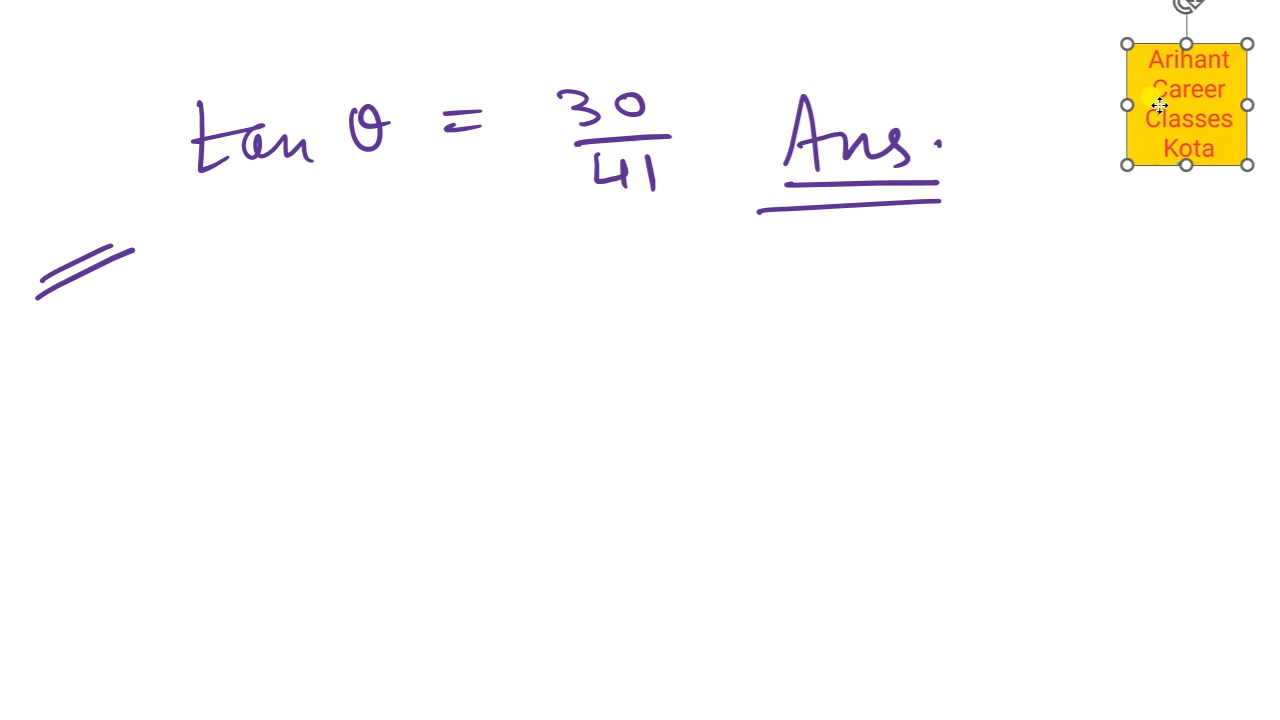 tan θ = 30/41 Ans.
Arihant
Career
Classes
Kota